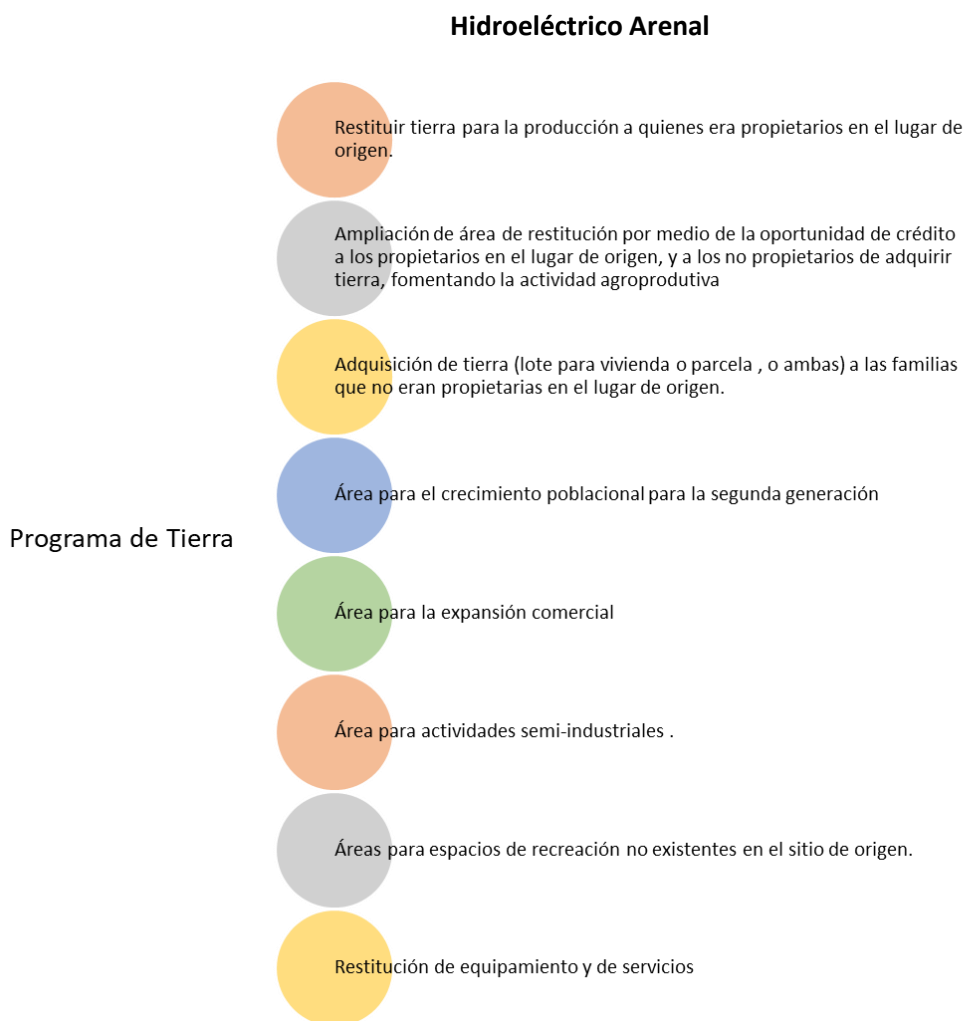 Hidroeléctrico Arenal
Restituir tierra para la producción a quienes era propietarios en el lugar de
origen.
Ampliación de área de restitución por medio de la oportunidad de crédito
a los propietarios en el lugar de origen, y a los no propietarios de adquirir
tierra, fomentando la actividad agroprodutiva
Adquisición de tierra (lote para vivienda o parcela , o ambas) a las familias
que no eran propietarias en el lugar de origen.
Área para el crecimiento poblacional para la segunda generación
Programa de Tierra
Área para la expansión comercial
Área para actividades semi-industriales .
Áreas para espacios de recreación no existentes en el sitio de origen.
Restitución de equipamiento y de servicios